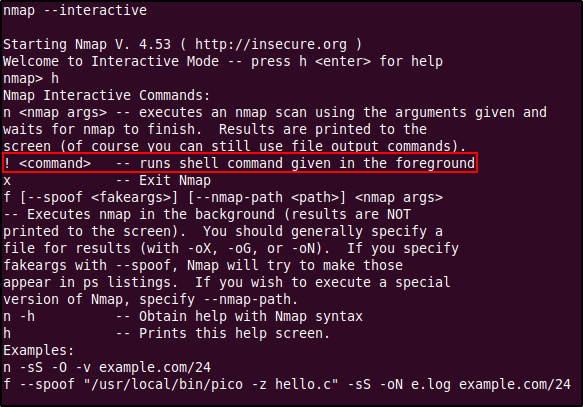 nmap --interactive
Starting Nmap V. 4.53 ( http://insecure.org )
Welcome to Interactive Mode -- press h <enter> for help
nmap> h
Nmap Interactive Commands:
n <nmap args> -- executes an nmap scan using the arguments given and
waits for nmap to finish.  Results are printed to the
screen (of course you can still use file output commands).
! <command>   -- runs shell command given in the foreground
x             -- Exit Nmap
f [--spoof <fakeargs>] [--nmap-path <path>] <nmap args>
-- Executes nmap in the background (results are NOT
printed to the screen).  You should generally specify a
file for results (with -oX, -oG, or -oN).  If you specify
fakeargs with --spoof, Nmap will try to make those
appear in ps listings.  If you wish to execute a special
version of Nmap, specify --nmap-path.
n -h          -- Obtain help with Nmap syntax
h             -- Prints this help screen.
Examples:
n -sS -O -v example.com/24
f --spoof "/usr/local/bin/pico -z hello.c" -sS -oN e.log example.com/24